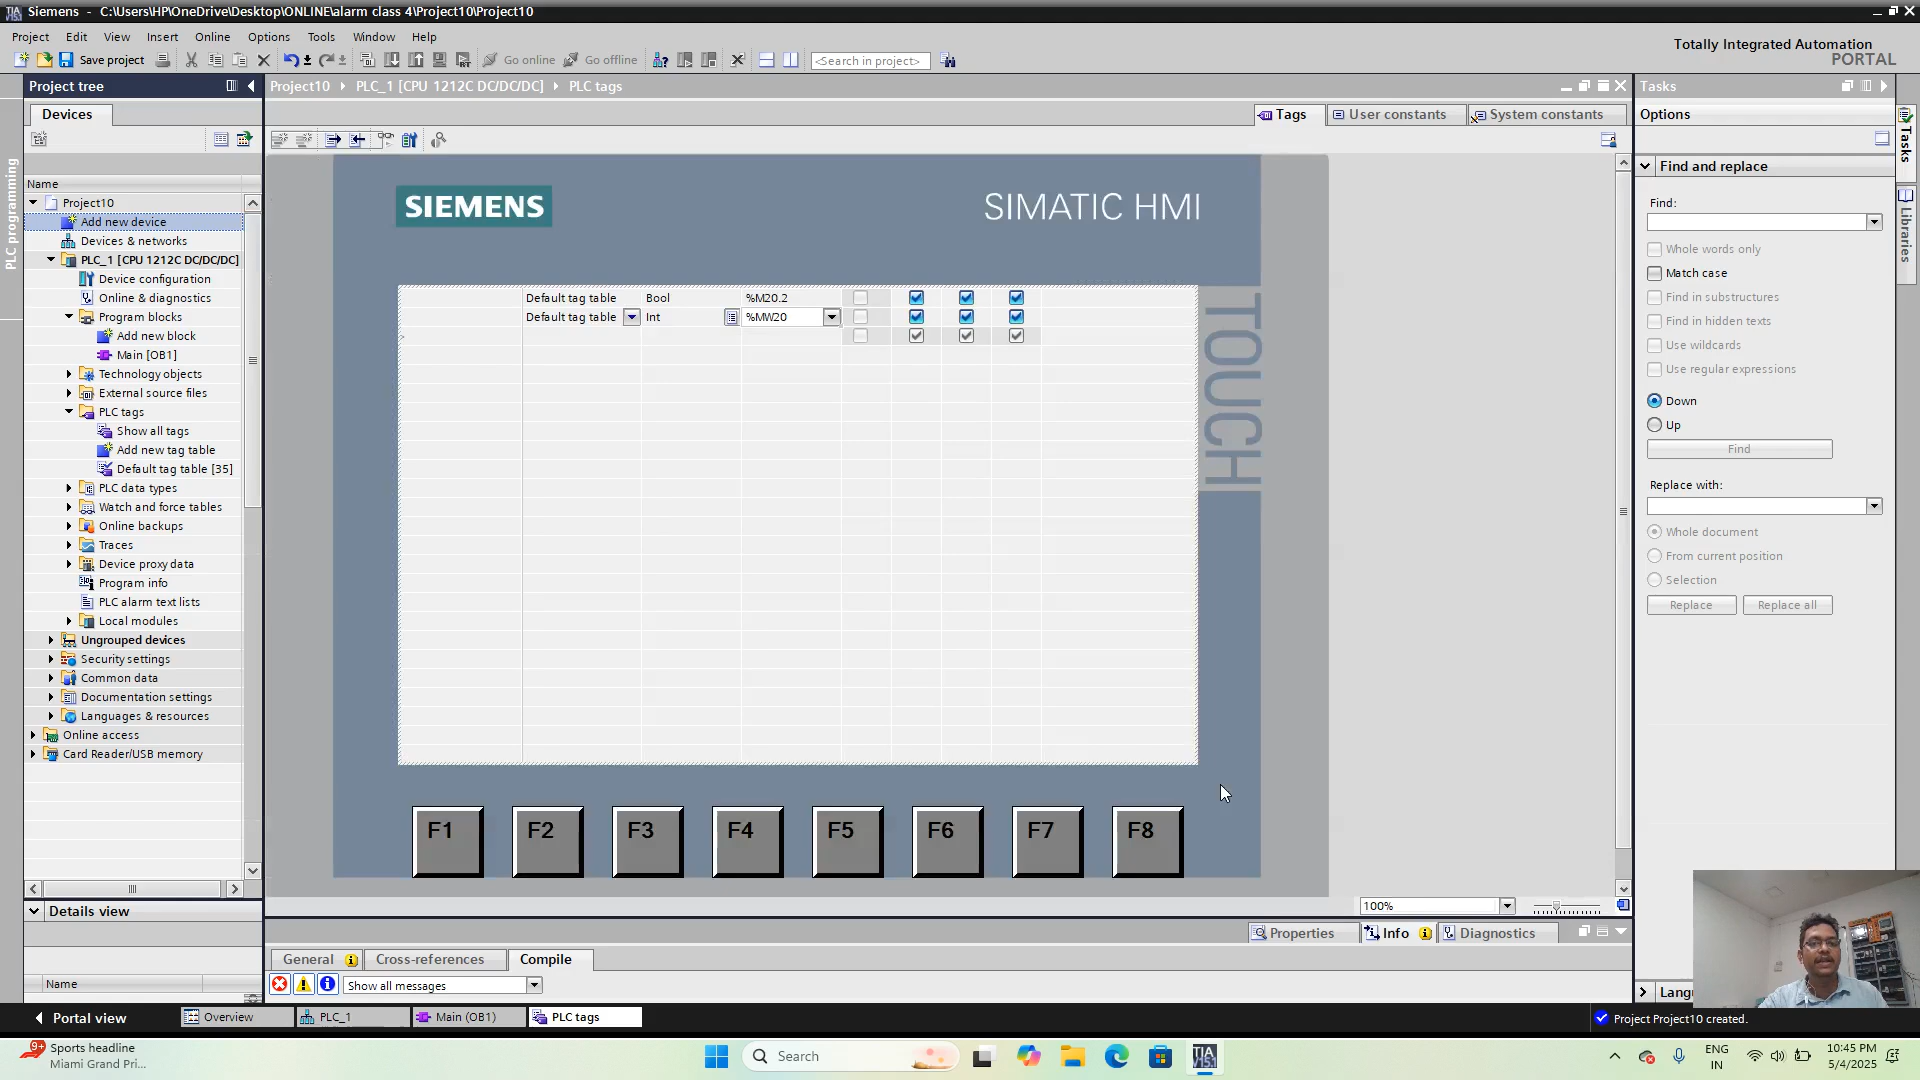 Siemens - C:\Users\HP\OneDrive\Desktop\ONLINE\alarm class 4\Project10\Project10
Project Edit View Insert Online Options Tools Window Help
Totally Integrated Automation
PORTAL
Save project
Go online
Go offline
<Search in project>
Project tree
Project10 PLC_1 [CPU 1212C DC/DC/DC] PLC tags
Tasks
Devices
Tags
User constants
System constants
Options
PLC programming
Name
Project10
Add new device
Devices & networks
PLC_1 [CPU 1212C DC/DC/DC]
Device configuration
Online & diagnostics
Program blocks
Add new block
Main [OB1]
Technology objects
External source files
PLC tags
Show all tags
Add new tag table
Default tag table [35]
PLC data types
Watch and force tables
Online backups
Traces
Device proxy data
Program info
PLC alarm text lists
Local modules
Ungrouped devices
Security settings
Common data
Documentation settings
Languages & resources
Online access
Card Reader/USB memory
Details view
Name
SIEMENS
SIMATIC HMI
TOUCH
Default tag table Bool %M20.2
Default tag table Int %MW20
F1 F2 F3 F4 F5 F6 F7 F8
100%
Find and replace
Find:
Whole words only
Match case
Find in substructures
Find in hidden texts
Use wildcards
Use regular expressions
Down
Up
Find
Replace with:
Whole document
From current position
Selection
Replace
Replace all
Tasks
Libraries
Properties
Info
Diagnostics
General
Cross-references
Compile
Show all messages
Portal view
Overview
PLC_1
Main (OB1)
PLC tags
Project Project10 created.
9+
Sports headline
Miami Grand Pri...
Search
TIA
V15.1
ENG
IN
10:45 PM
5/4/2025